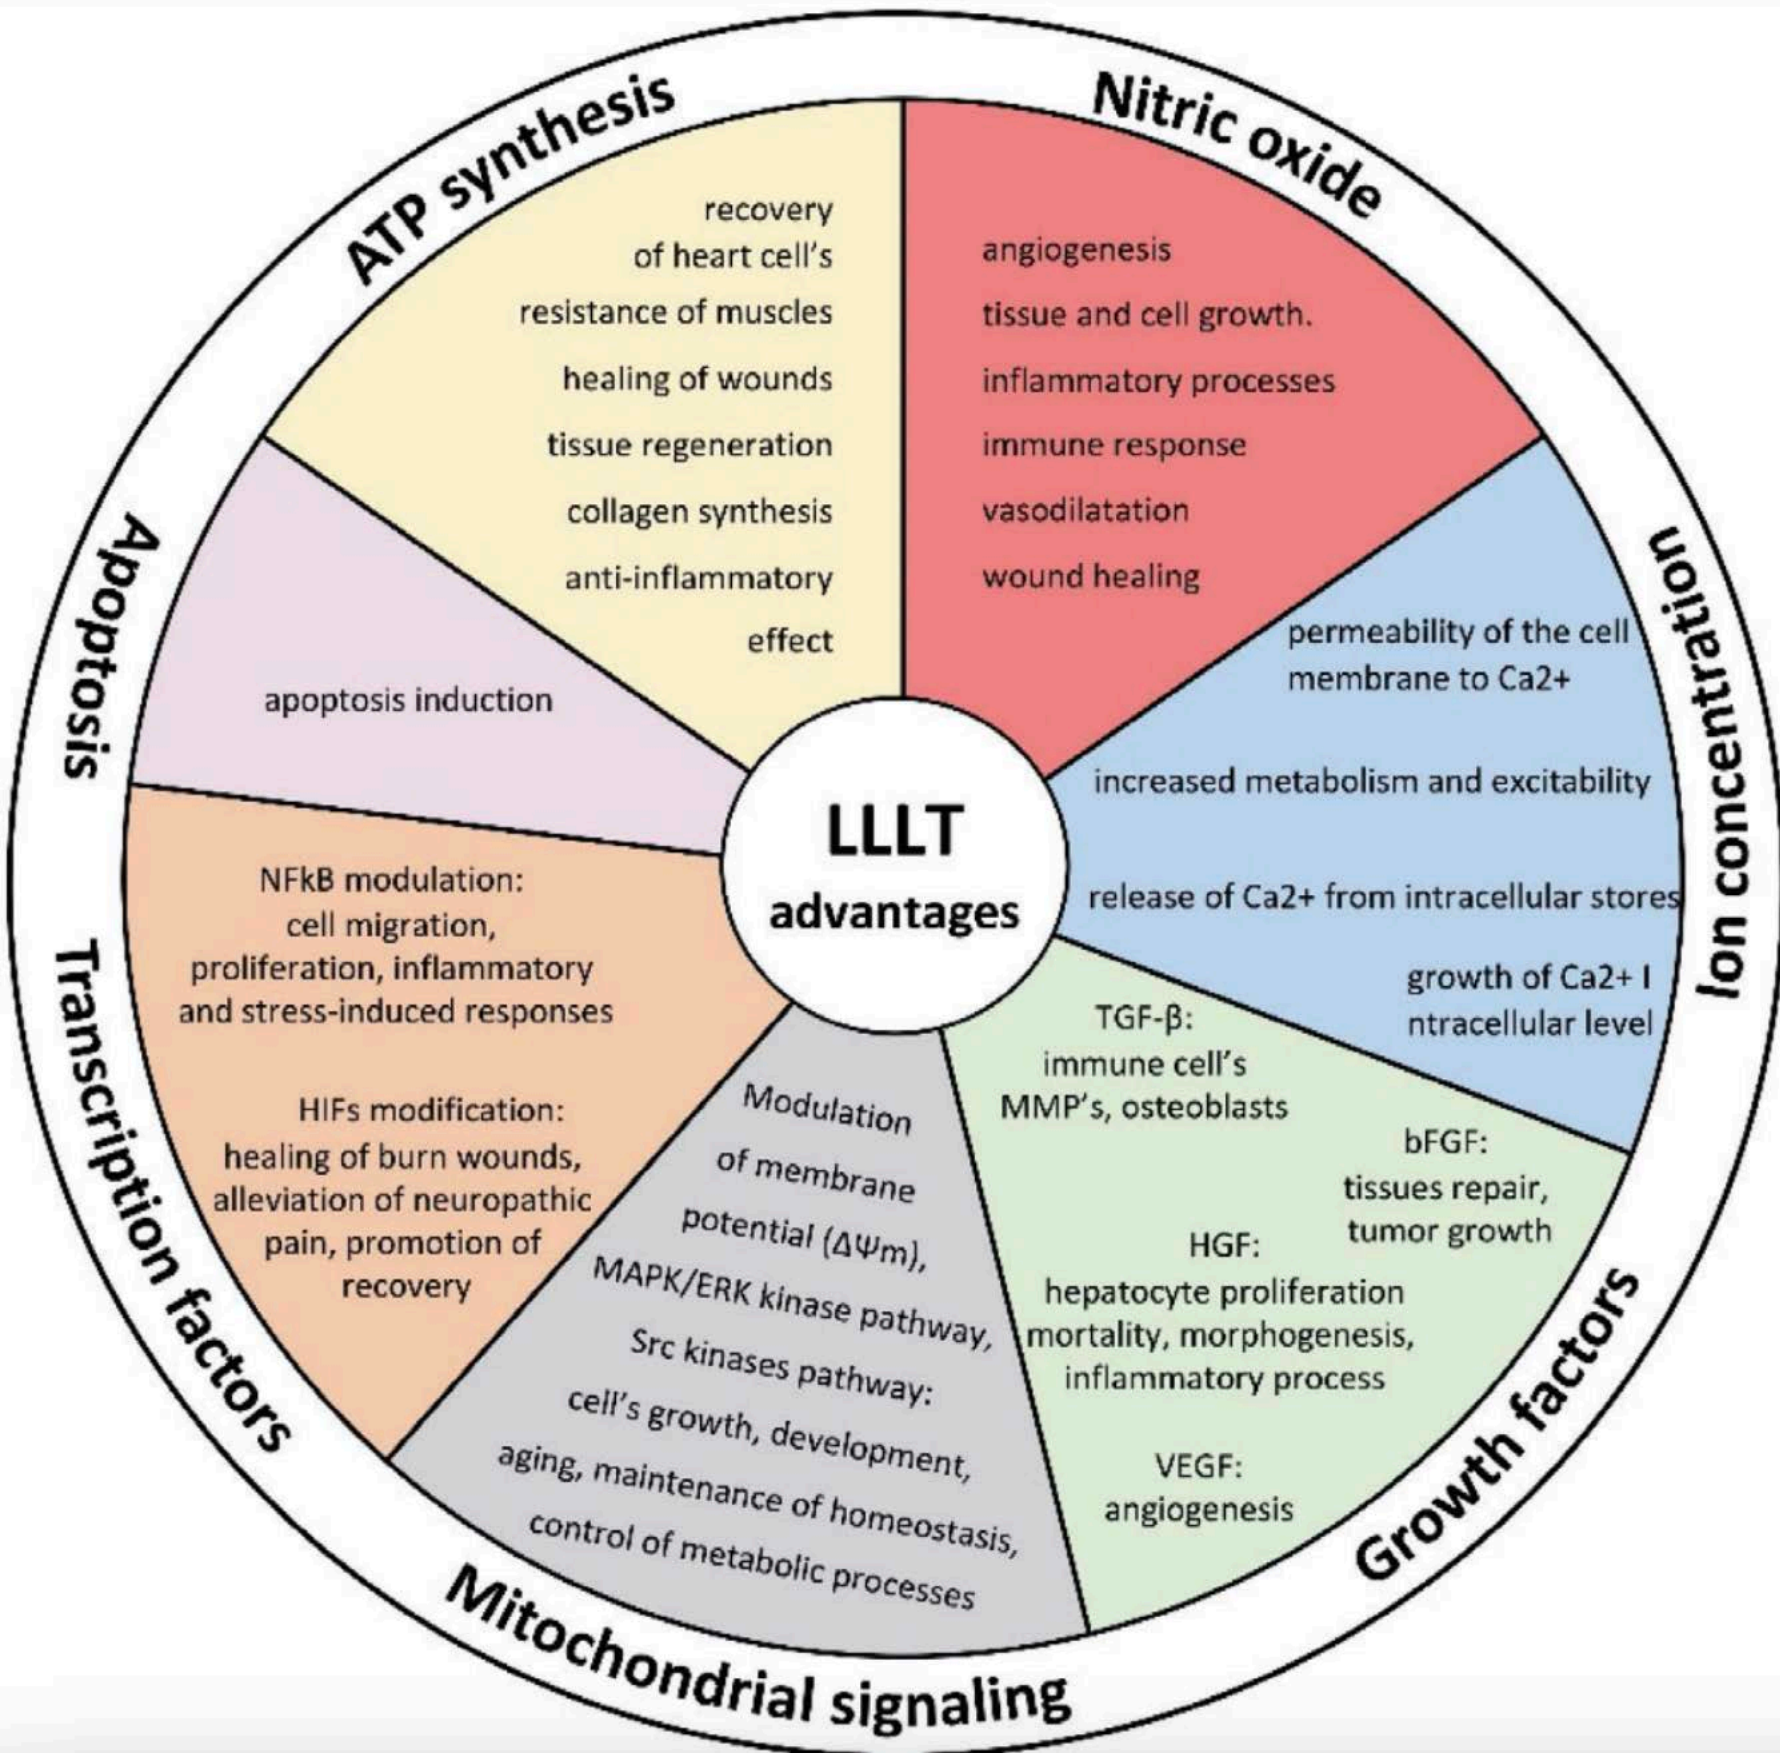 LLLT
advantages
Nitric oxide
angiogenesis
tissue and cell growth.
inflammatory processes
immune response
vasodilatation
wound healing
Ion concentration
permeability of the cell
membrane to Ca2+
increased metabolism and excitability
release of Ca2+ from intracellular stores
growth of Ca2+ I
ntracellular level
Growth factors
TGF-β:
immune cell's
MMP's, osteoblasts
bFGF:
tissues repair,
tumor growth
HGF:
hepatocyte proliferation
mortality, morphogenesis,
inflammatory process
VEGF:
angiogenesis
Mitochondrial signaling
Modulation
of membrane
potential (ΔΨm),
MAPK/ERK kinase pathway,
Src kinases pathway:
cell's growth, development,
aging, maintenance of homeostasis,
control of metabolic processes
Transcription factors
NFkB modulation:
cell migration,
proliferation, inflammatory
and stress-induced responses
HIFs modification:
healing of burn wounds,
alleviation of neuropathic
pain, promotion of
recovery
Apoptosis
apoptosis induction
ATP synthesis
recovery
of heart cell's
resistance of muscles
healing of wounds
tissue regeneration
collagen synthesis
anti-inflammatory
effect